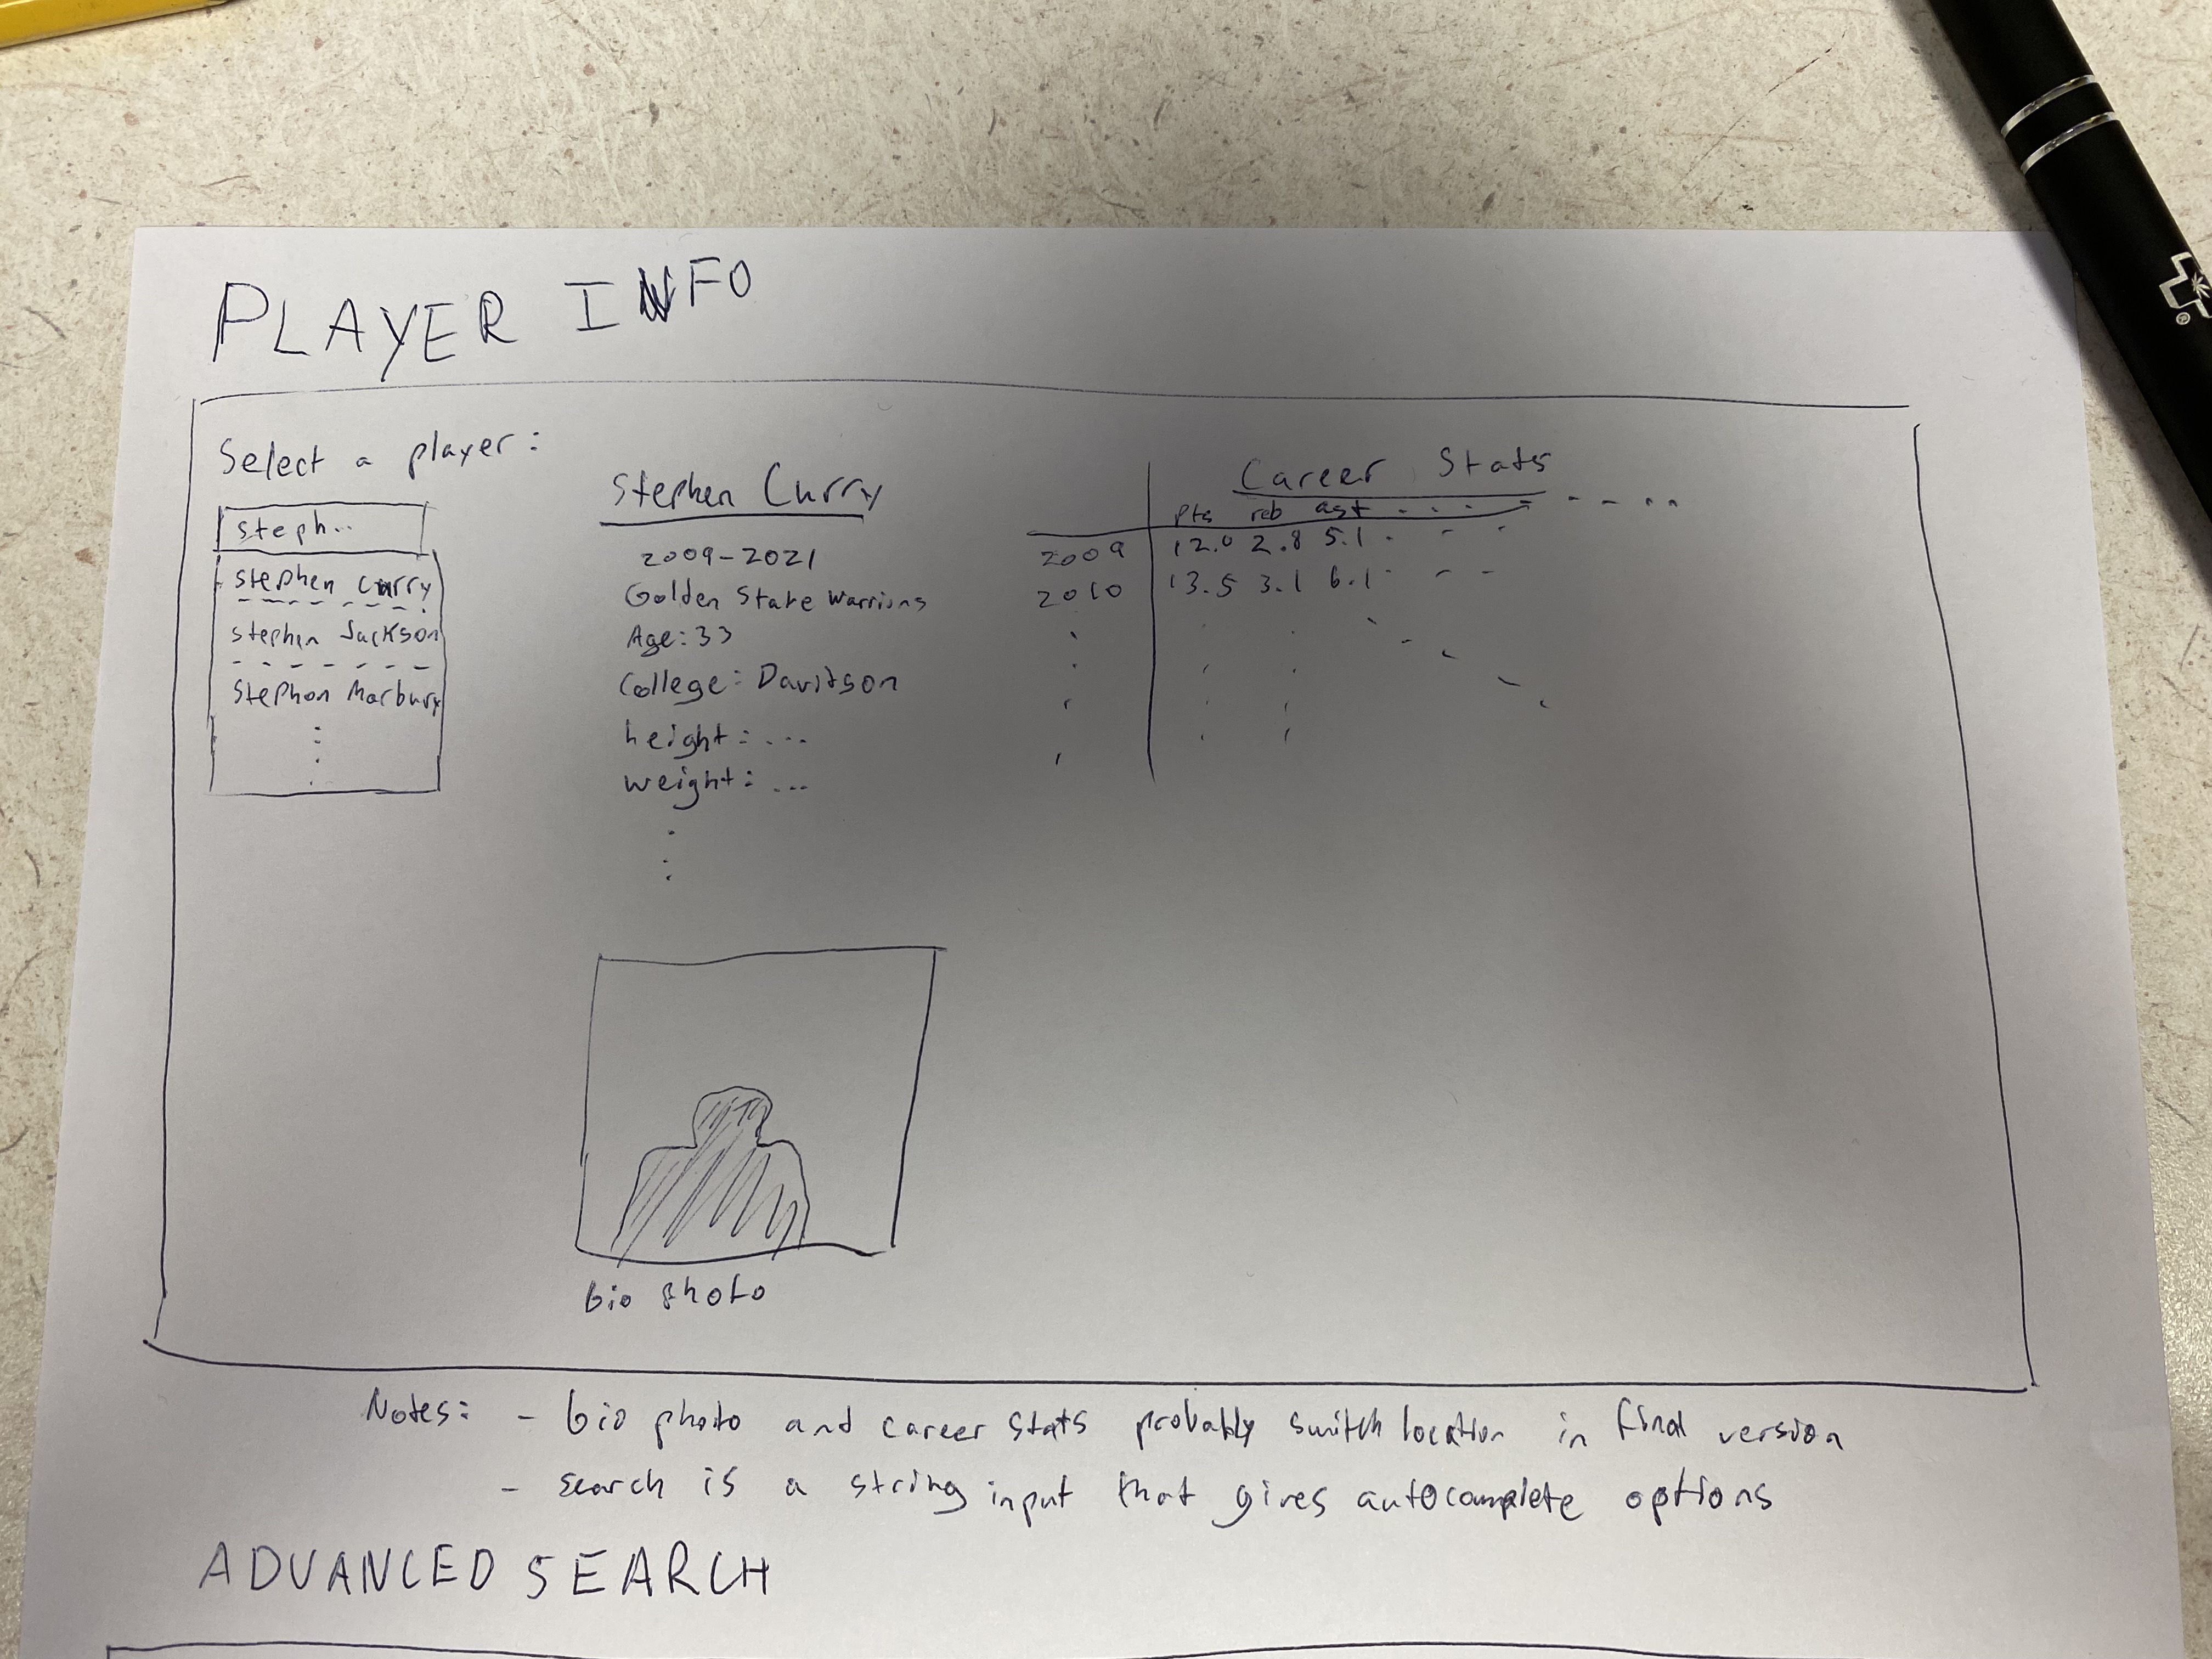 PLAYER INFO
Select a player:
steph...
stephen Curry
stephen Jackson
stephon Marbury
Stephen Curry
2009-2021
Golden State Warriors
Age: 33
College: Davidson
height: ...
weight: ...
bio photo
Career Stats
pts reb ast
2009 12.0 2.8 5.1
2010 13.5 3.1 6.1
Notes: - bio photo and career stats probably switch location in final version
- search is a string input that gives autocomplete options
ADVANCED SEARCH